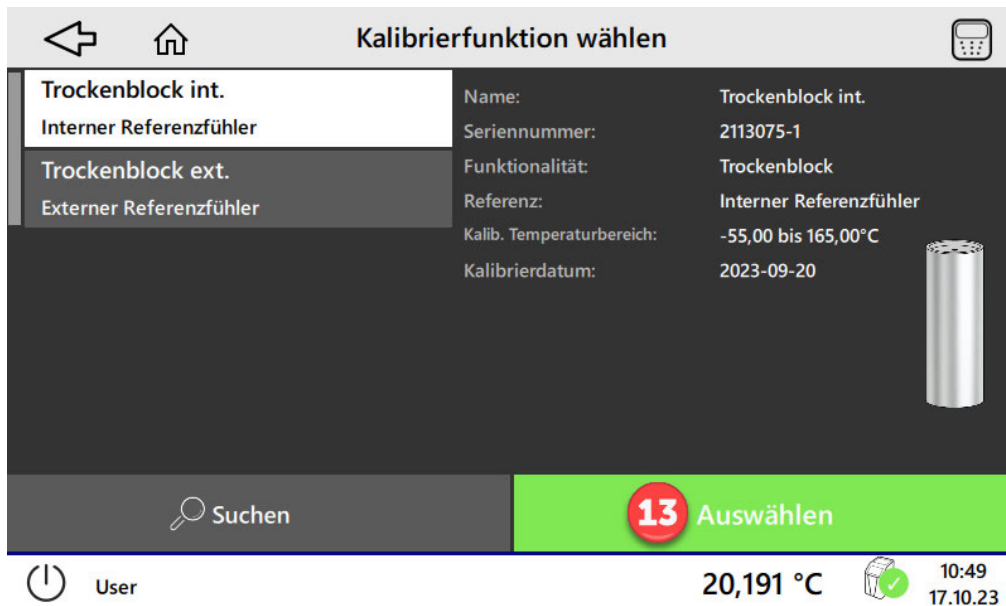 Kalibrierfunktion wählen
Trockenblock int.
Interner Referenzfühler
Trockenblock ext.
Externer Referenzfühler
Name: Trockenblock int.
Seriennummer: 2113075-1
Funktionalität: Trockenblock
Referenz: Interner Referenzfühler
Kalib. Temperaturbereich: -55,00 bis 165,00°C
Kalibrierdatum: 2023-09-20
Suchen
13 Auswählen
User
20,191 °C
10:49
17.10.23